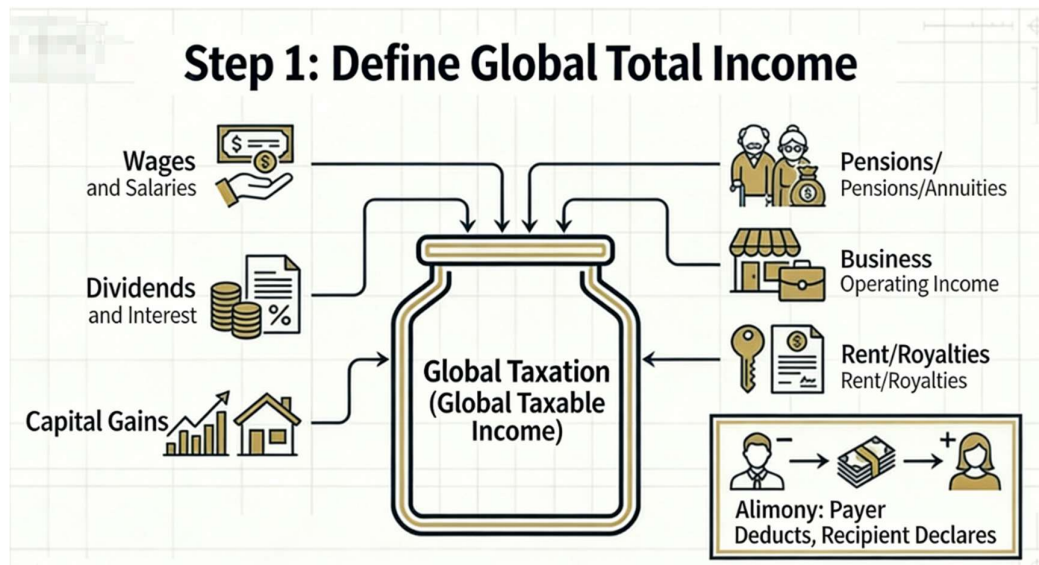 Step 1: Define Global Total Income
Wages
and Salaries
Dividends
and Interest
Capital Gains
Pensions/
Pensions/Annuities
Business
Operating Income
Rent/Royalties
Rent/Royalties
Global Taxation
(Global Taxable
Income)
Alimony: Payer
Deducts, Recipient Declares